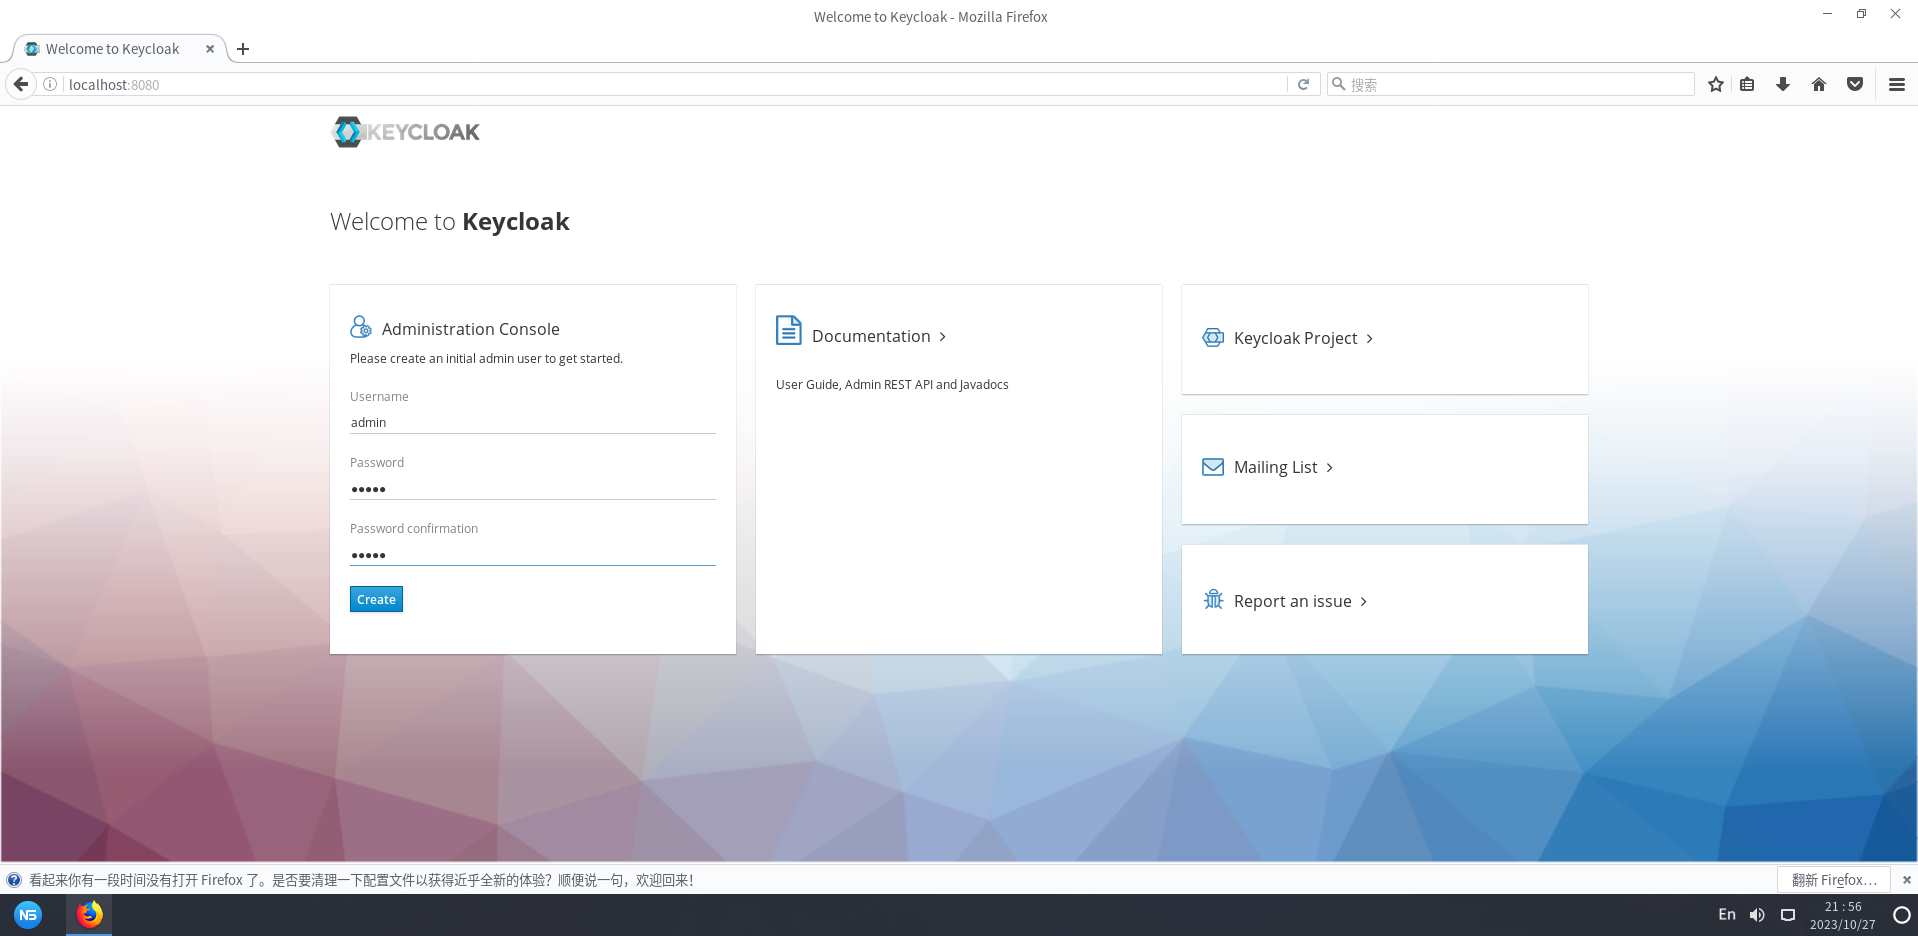 Welcome to Keycloak - Mozilla Firefox
Welcome to Keycloak
localhost:8080
搜索
KEYCLOAK
Welcome to Keycloak
Administration Console
Please create an initial admin user to get started.
Username
admin
Password
•••••
Password confirmation
•••••
Create
Documentation
User Guide, Admin REST API and Javadocs
Keycloak Project
Mailing List
Report an issue
看起来你有一段时间没有打开 Firefox 了。是否要清理一下配置文件以获得近乎全新的体验？顺便说一句，欢迎回来！
翻新 Firefox…
N5
En
21 : 56
2023/10/27